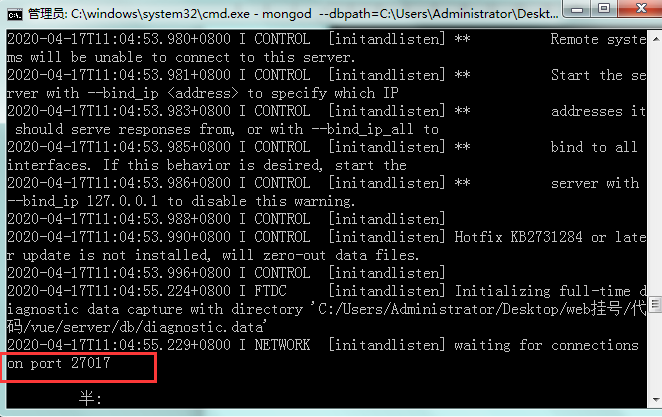 管理员: C:\windows\system32\cmd.exe - mongod  --dbpath=C:\Users\Administrator\Deskt...
2020-04-17T11:04:53.980+0800 I CONTROL  [initandlisten] **          Remote syste
ms will be unable to connect to this server.
2020-04-17T11:04:53.981+0800 I CONTROL  [initandlisten] **          Start the se
rver with --bind_ip <address> to specify which IP
2020-04-17T11:04:53.983+0800 I CONTROL  [initandlisten] **          addresses it
 should serve responses from, or with --bind_ip_all to
2020-04-17T11:04:53.985+0800 I CONTROL  [initandlisten] **          bind to all
interfaces. If this behavior is desired, start the
2020-04-17T11:04:53.986+0800 I CONTROL  [initandlisten] **          server with
--bind_ip 127.0.0.1 to disable this warning.
2020-04-17T11:04:53.988+0800 I CONTROL  [initandlisten]
2020-04-17T11:04:53.990+0800 I CONTROL  [initandlisten] Hotfix KB2731284 or late
r update is not installed, will zero-out data files.
2020-04-17T11:04:53.996+0800 I CONTROL  [initandlisten]
2020-04-17T11:04:55.224+0800 I FTDC     [initandlisten] Initializing full-time d
iagnostic data capture with directory 'C:/Users/Administrator/Desktop/web挂号/代
码/vue/server/db/diagnostic.data'
2020-04-17T11:04:55.229+0800 I NETWORK  [initandlisten] waiting for connections
on port 27017
半: